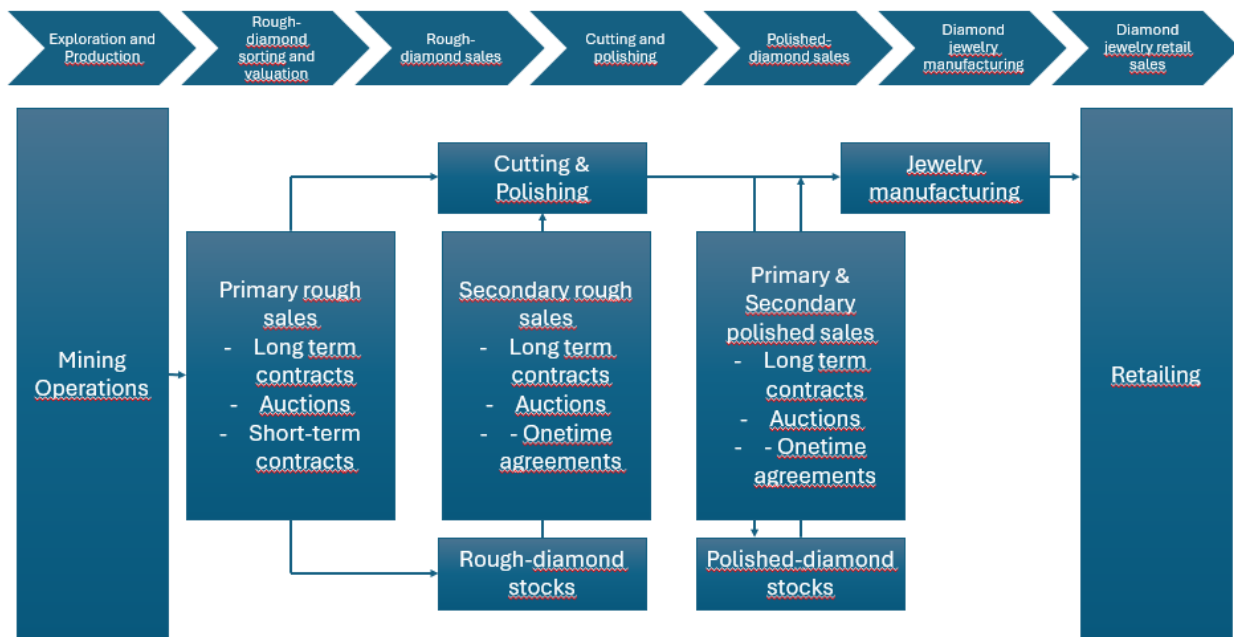 Exploration and
Production
Rough-
diamond
sorting and
valuation
Rough-
diamond sales
Cutting and
polishing
Polished-
diamond sales
Diamond
jewelry
manufacturing
Diamond
jewelry retail
sales
Mining
Operations
Primary rough
sales
- Long term
contracts
- Auctions
- Short-term
contracts
Cutting &
Polishing
Secondary rough
sales
- Long term
contracts
- Auctions
- - Onetime
agreements
Rough-diamond
stocks
Primary &
Secondary
polished sales
- Long term
contracts
- Auctions
- - Onetime
agreements
Polished-diamond
stocks
Jewelry
manufacturing
Retailing